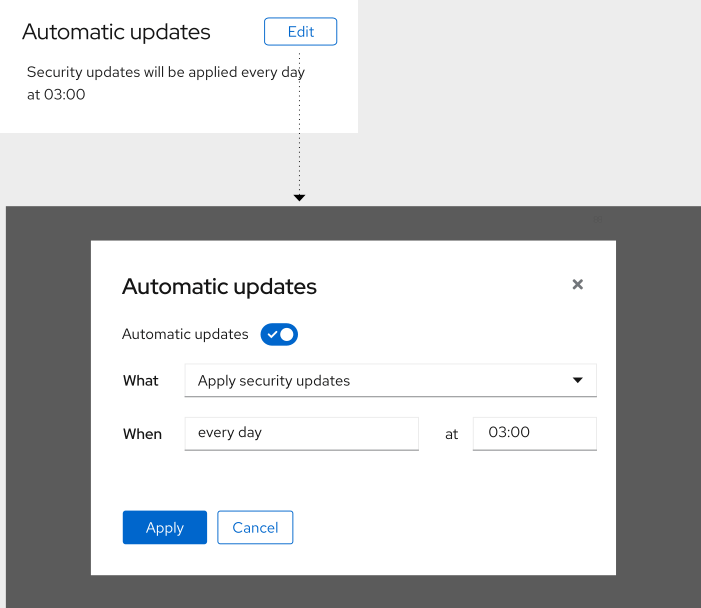 Automatic updates
Edit
Security updates will be applied every day
at 03:00
Automatic updates
Automatic updates
What
Apply security updates
When
every day
at
03:00
Apply
Cancel